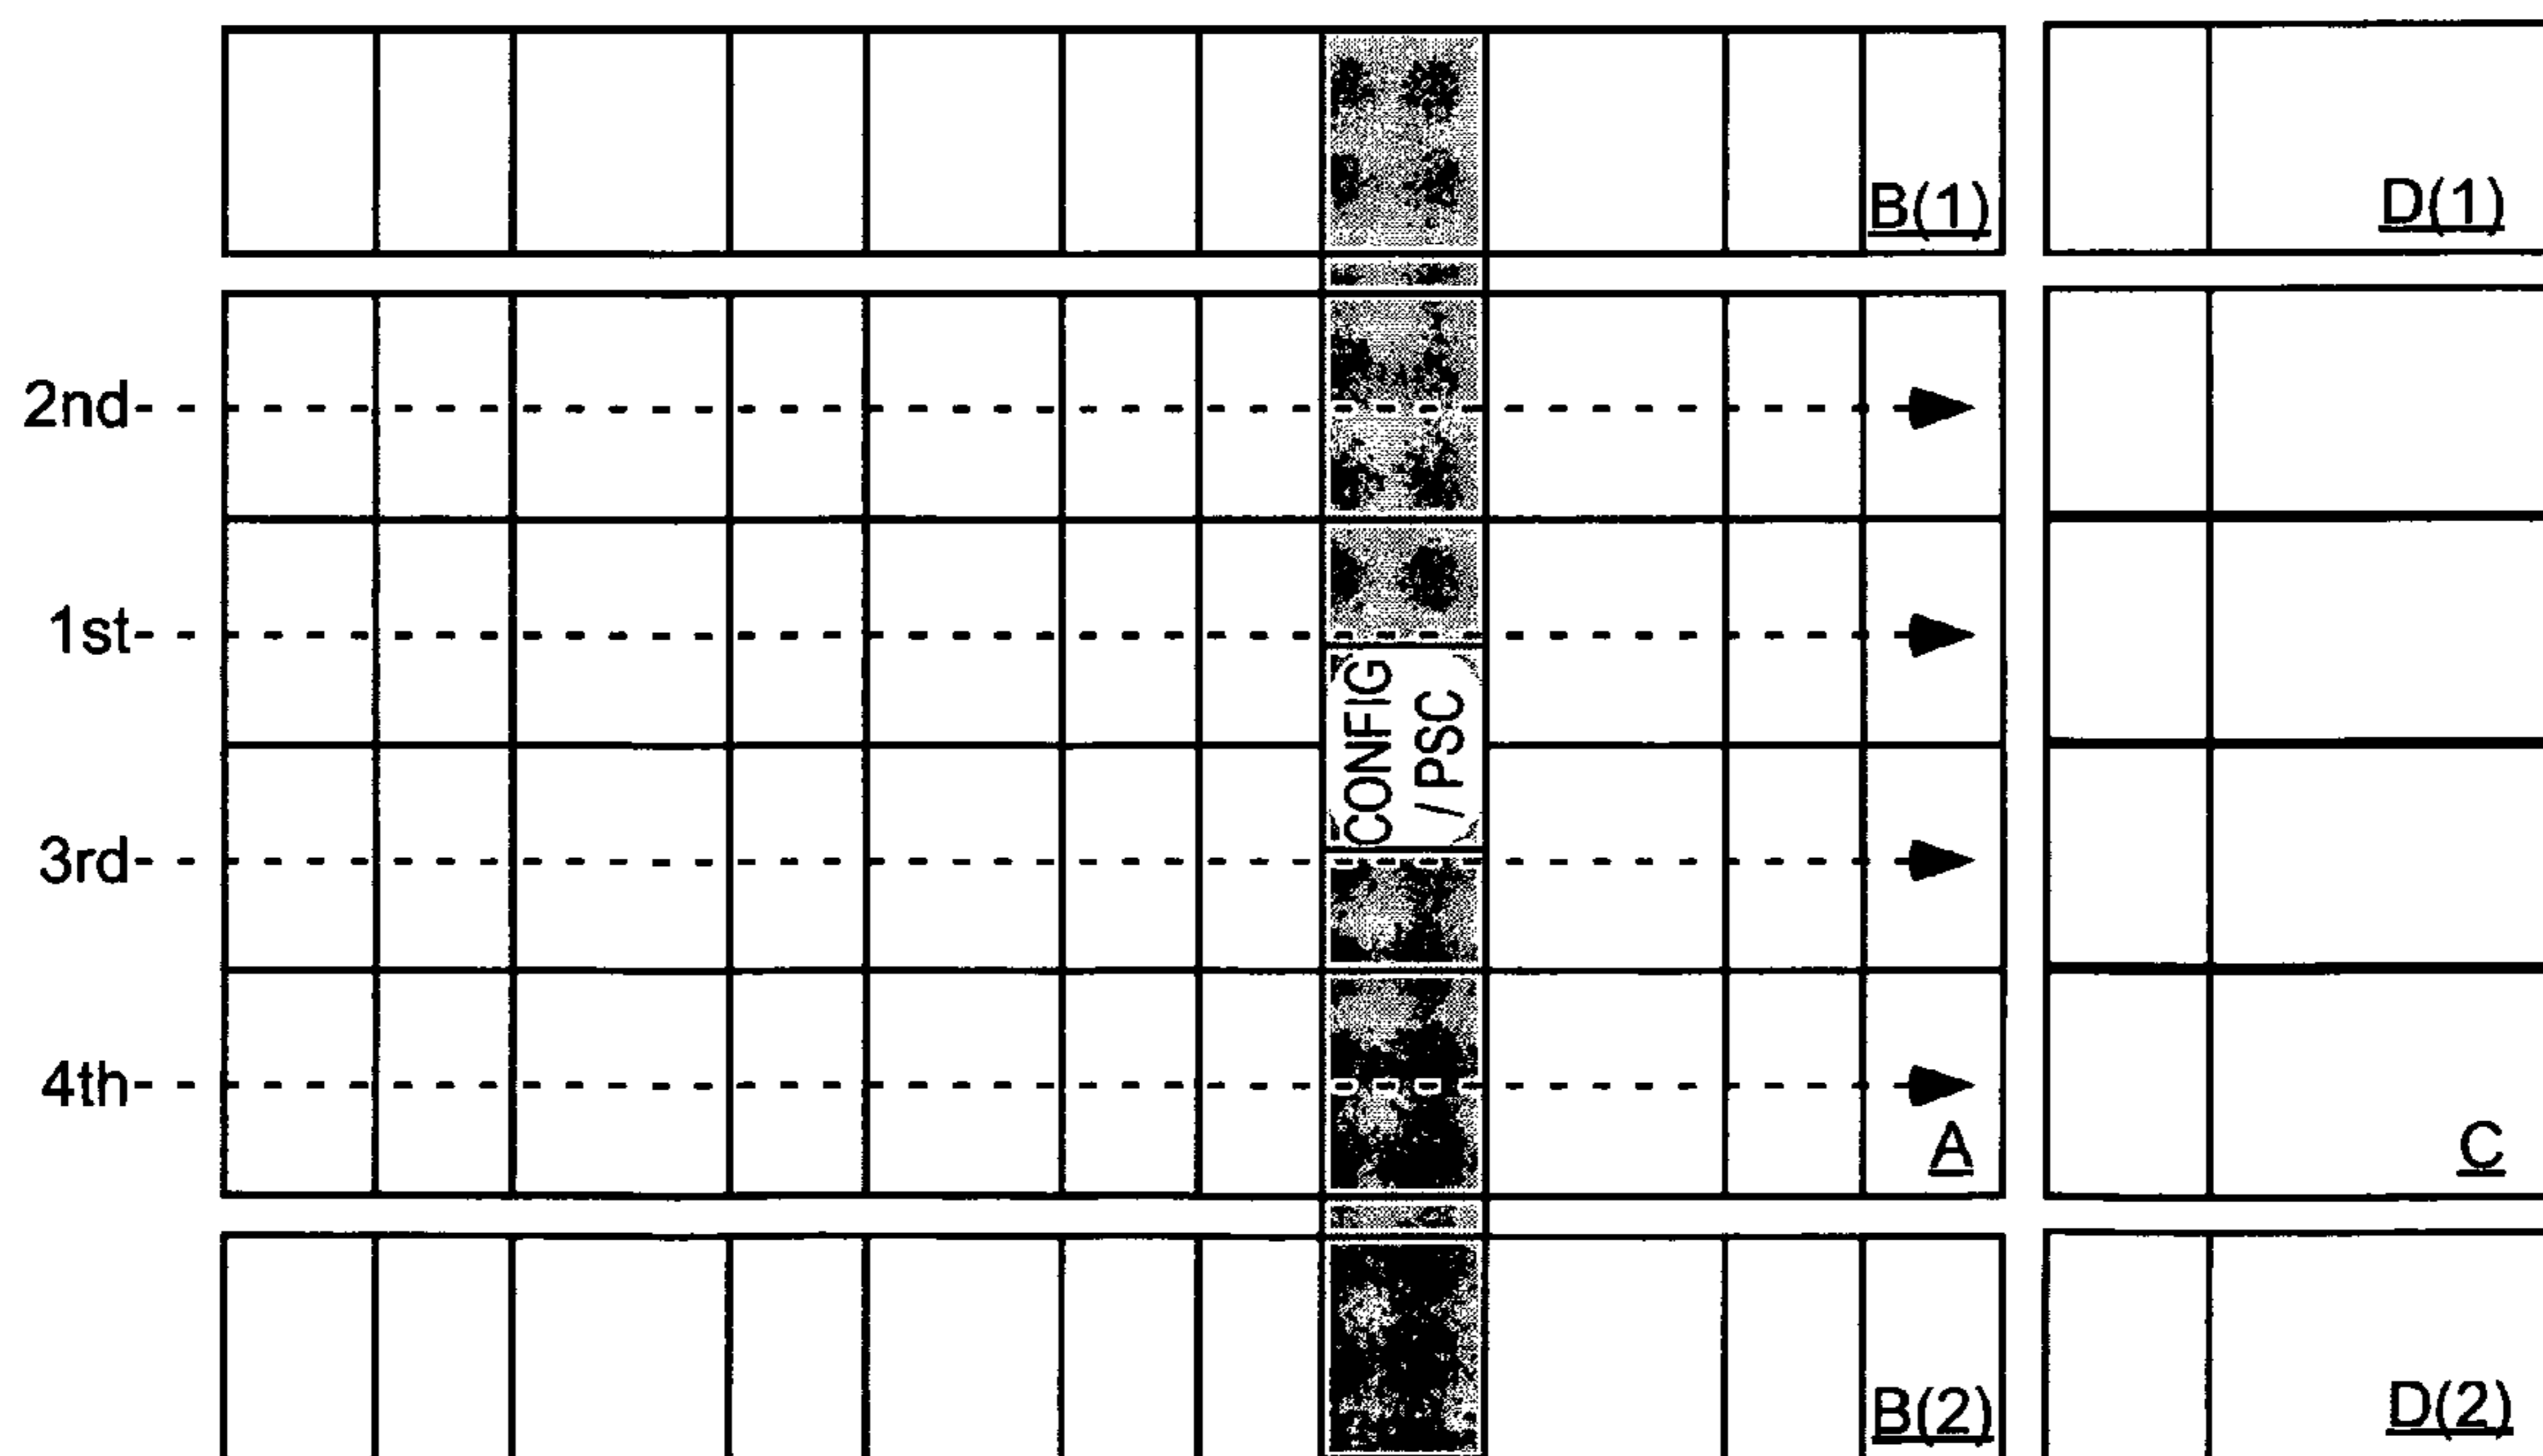 B(1)
D(1)
2nd
1st
CONFIG
/ PSC
3rd
4th
A
C
B(2)
D(2)